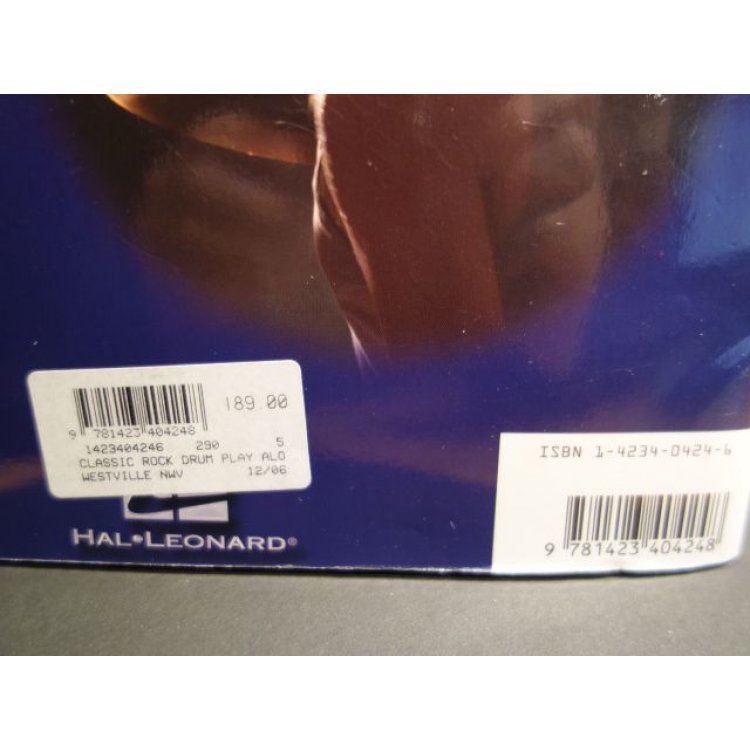 189.00
9 781423 404248
1423404246 290 5
CLASSIC ROCK DRUM PLAY ALO
WESTVILLE NWV 12/06
HAL•LEONARD®
ISBN 1-4234-0424-6
9 781423 404248